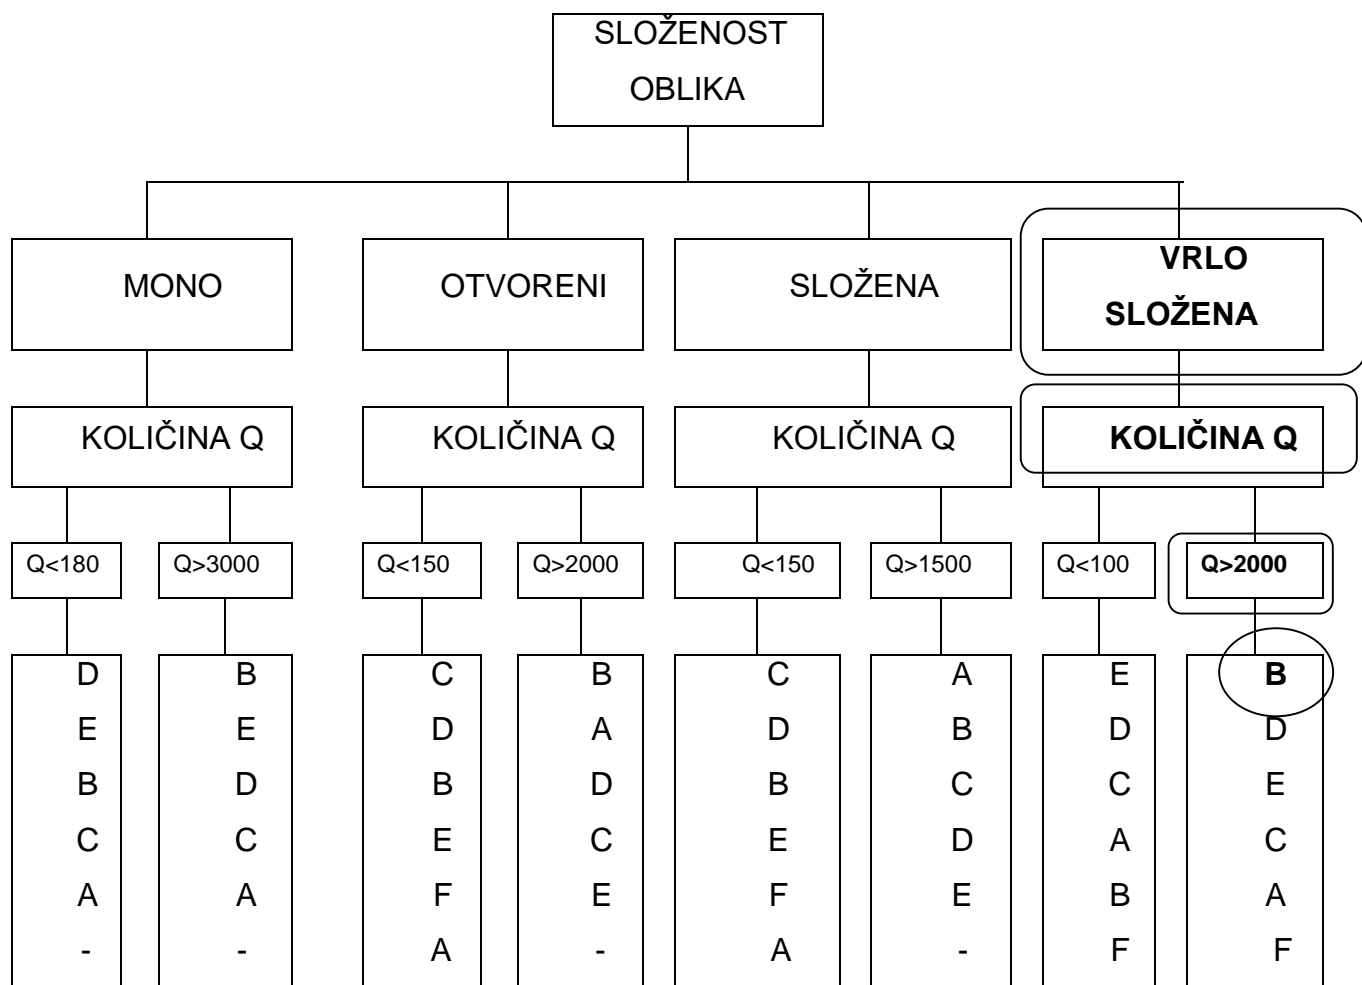 SLOŽENOST
OBLIKA
MONO
OTVORENI
SLOŽENA
VRLO
SLOŽENA
KOLIČINA Q
KOLIČINA Q
KOLIČINA Q
KOLIČINA Q
Q<180
Q>3000
Q<150
Q>2000
Q<150
Q>1500
Q<100
Q>2000
D
E
B
C
A
-
B
E
D
C
A
-
C
D
B
E
F
A
B
A
D
C
E
-
C
D
B
E
F
A
A
B
C
D
E
-
E
D
C
A
B
F
B
D
E
C
A
F